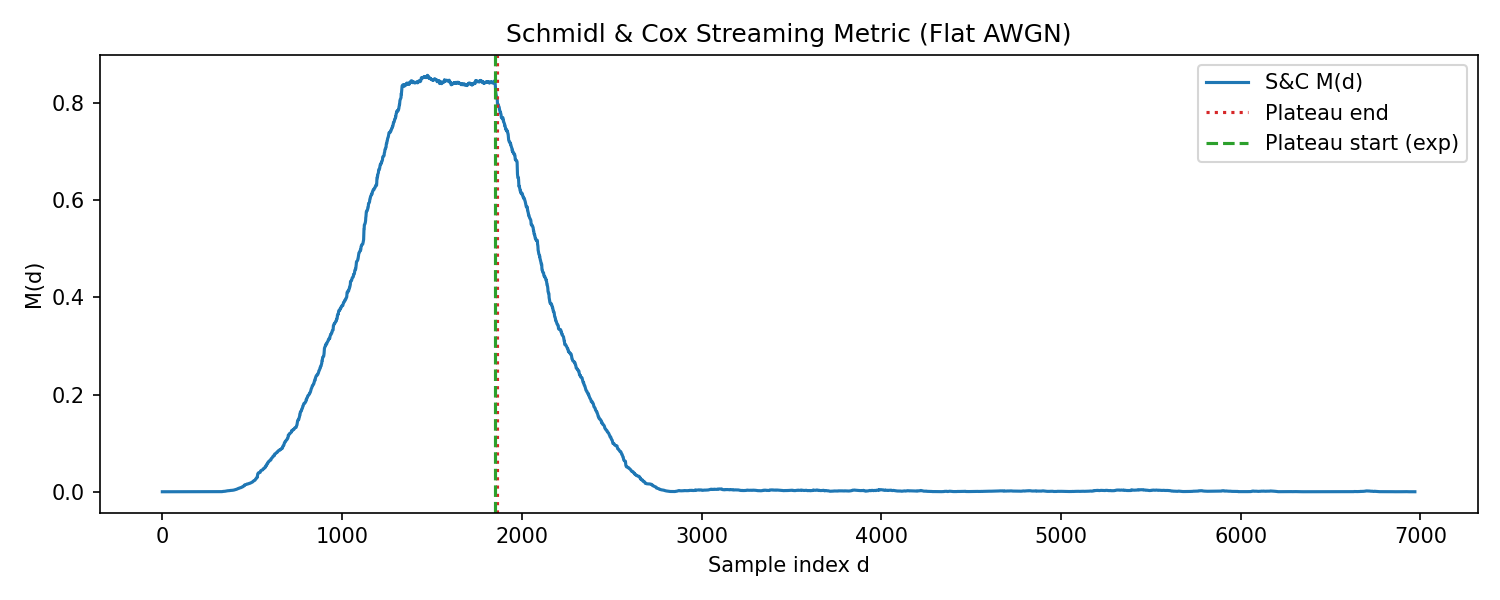 Schmidl & Cox Streaming Metric (Flat AWGN)
S&C M(d)
Plateau end
Plateau start (exp)
M(d)
0.8
0.6
0.4
0.2
0.0
0 1000 2000 3000 4000 5000 6000 7000
Sample index d